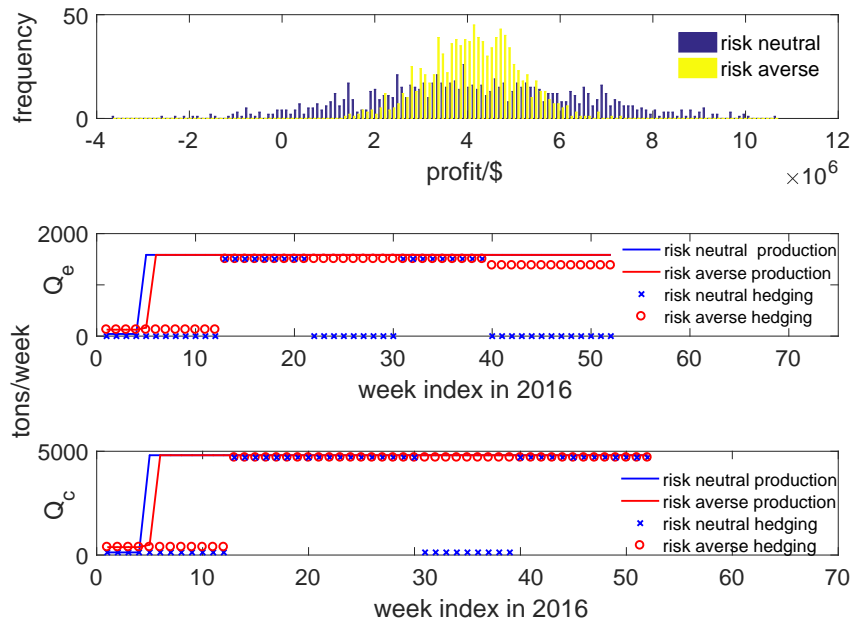 50
frequency
0
risk neutral
risk averse
-4 -2 0 2 4 6 8 10 12
profit/$
×10^6
tons/week
2000
Q_e
0
risk neutral production
risk averse production
risk neutral hedging
risk averse hedging
0 10 20 30 40 50 60 70
week index in 2016
5000
Q_c
0
risk neutral production
risk averse production
risk neutral hedging
risk averse hedging
0 10 20 30 40 50 60 70
week index in 2016